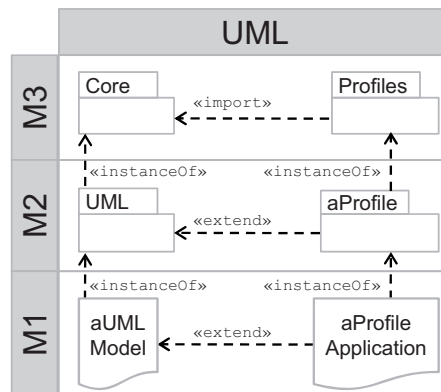 UML
M3
Core
Profiles
«import»
«instanceOf»
«instanceOf»
M2
UML
aProfile
«extend»
«instanceOf»
«instanceOf»
M1
aUML
Model
«extend»
aProfile
Application